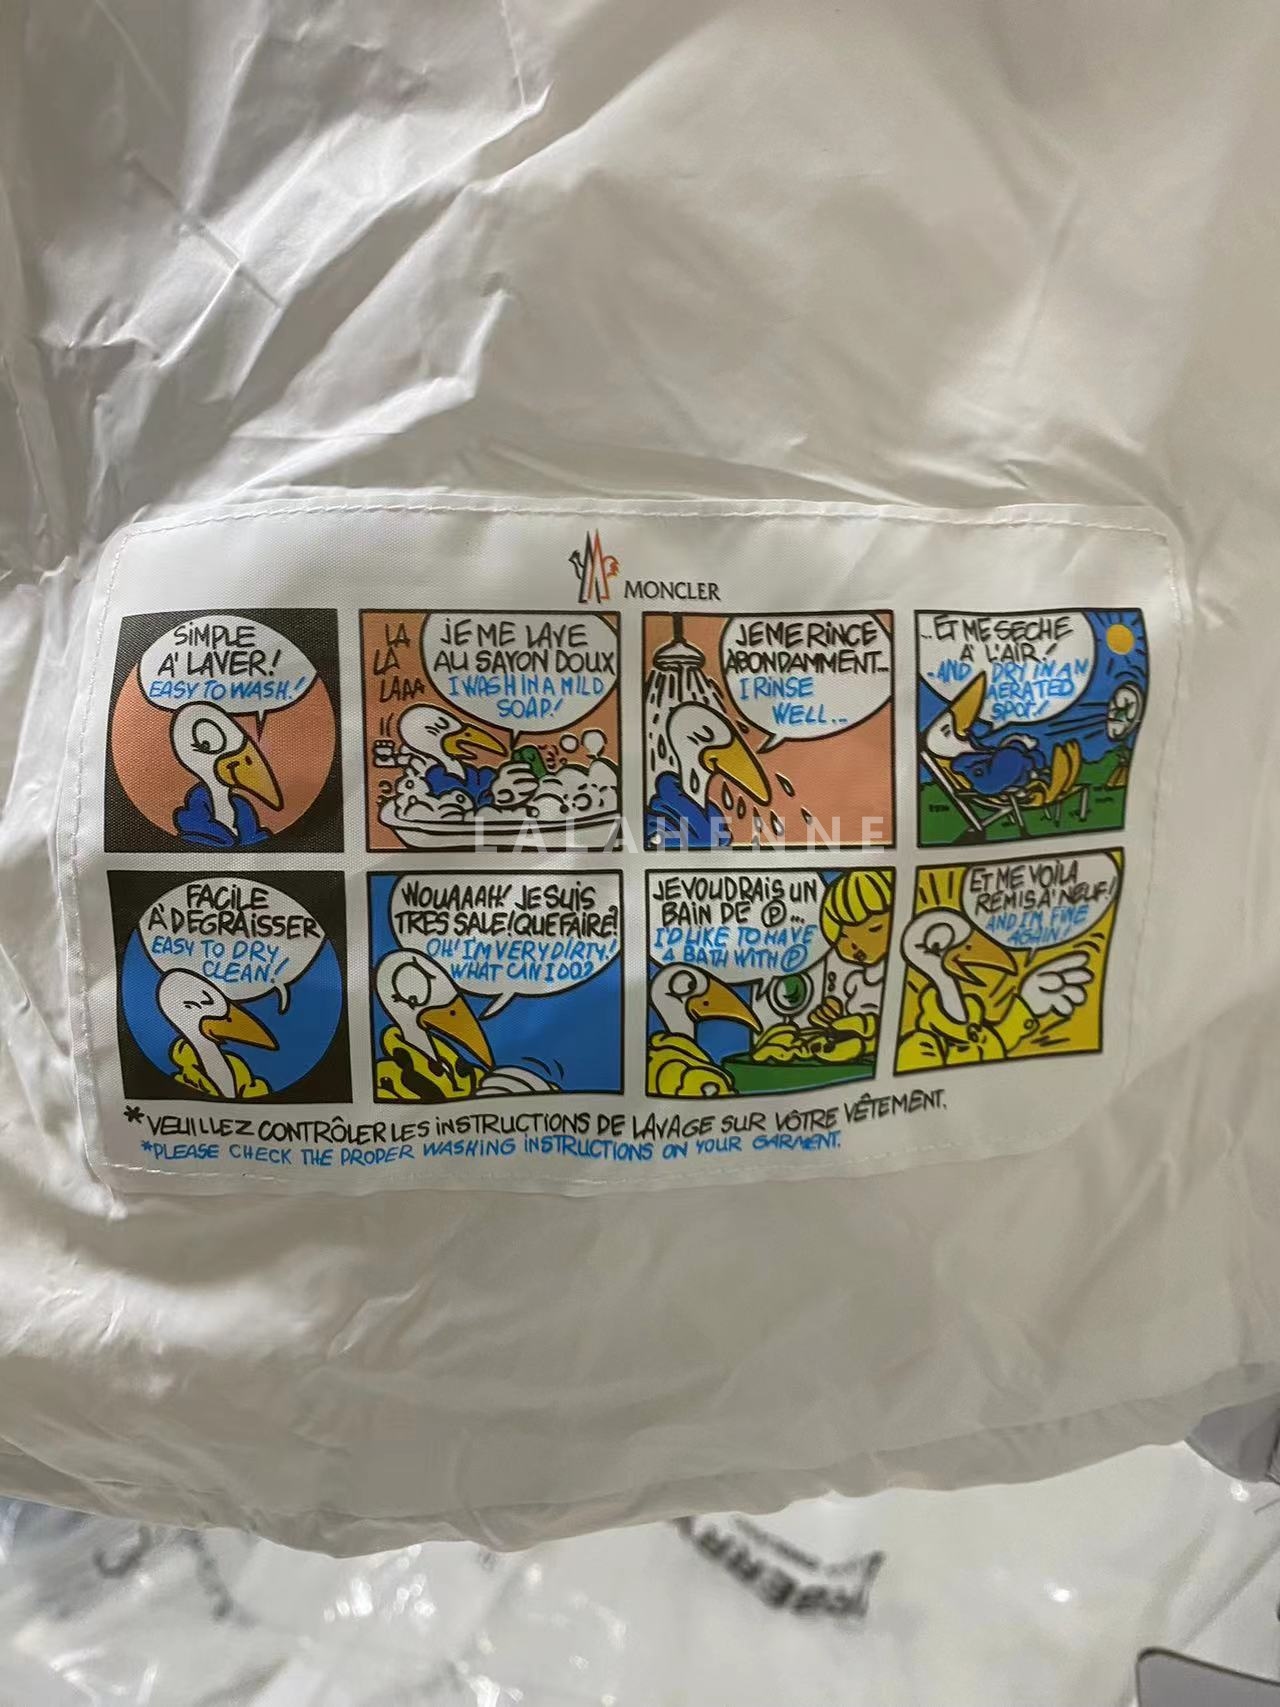 MONCLER
SIMPLE
A' LAVER!
EASY TO WASH!
LA
LÀ
LAAA
JE ME LAVE
AU SAVON DOUX
I WASH IN A MILD
SOAP!
JE ME RINCE
ABONDAMMENT...
I RINSE
WELL...
...ET ME SECHE
A' L'AIR!
-AND DRY IN AN
AERATED
SPOT!
LALAHENNE
FACILE
A' DEGRAISSER
EASY TO DRY
CLEAN!
WOUAAAH! JE SUIS
TRES SALE! QUE FAIRE?
OH! I'M VERY DIRTY!
WHAT CAN I DO?
JE VOUDRAIS UN
BAIN DE Ⓟ...
I'D LIKE TO HAVE
A BATH WITH Ⓟ
ET ME VOILA
REMIS A' NEUF!
AND I'M FINE
AGAIN!
*VEUILLEZ CONTRÔLER LES INSTRUCTIONS DE LAVAGE SUR VÔTRE VÊTEMENT.
*PLEASE CHECK THE PROPER WASHING INSTRUCTIONS ON YOUR GARMENT.